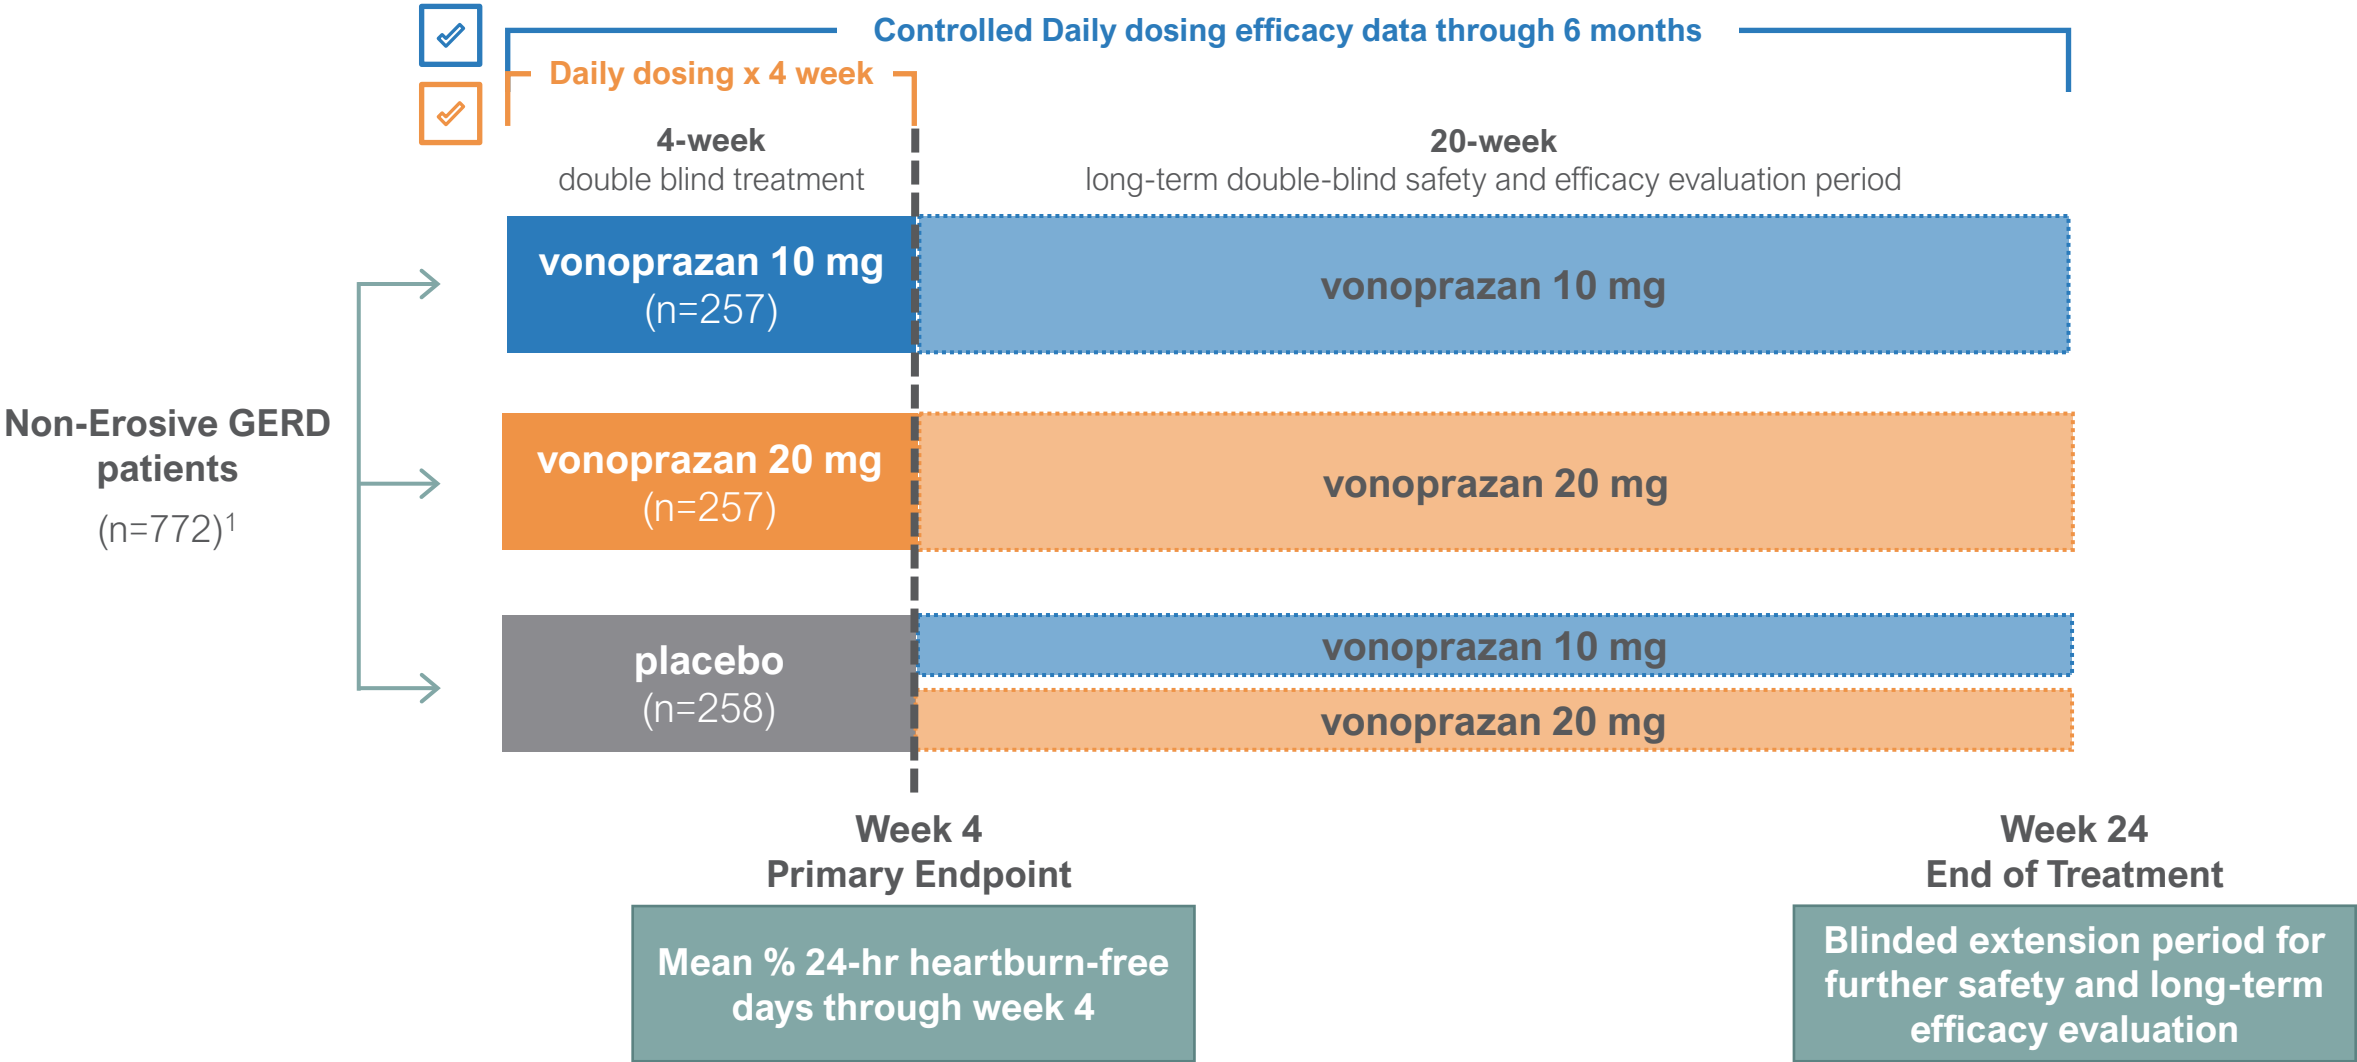 Controlled Daily dosing efficacy data through 6 months
Daily dosing x 4 week
4-week
double blind treatment
20-week
long-term double-blind safety and efficacy evaluation period
Non-Erosive GERD
patients
(n=772)¹
vonoprazan 10 mg
(n=257)
vonoprazan 10 mg
vonoprazan 20 mg
(n=257)
vonoprazan 20 mg
placebo
(n=258)
vonoprazan 10 mg
vonoprazan 20 mg
Week 4
Primary Endpoint
Mean % 24-hr heartburn-free
days through week 4
Week 24
End of Treatment
Blinded extension period for
further safety and long-term
efficacy evaluation